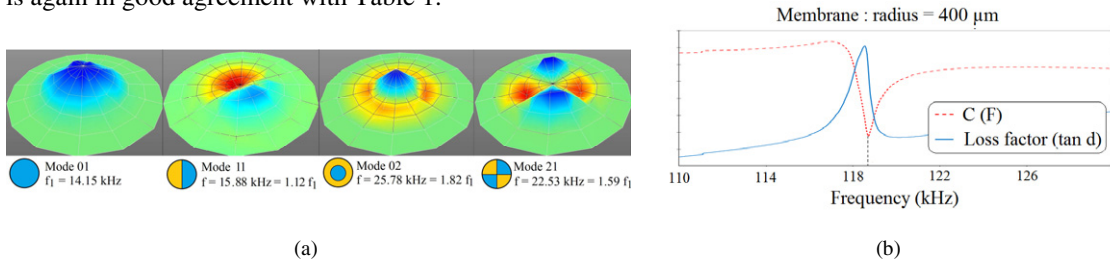 is again in good agreement with Table 1.
Membrane : radius = 400 µm
Mode 01
f₁ = 14.15 kHz
Mode 11
f = 15.88 kHz = 1.12 f₁
Mode 02
f = 25.78 kHz = 1.82 f₁
Mode 21
f = 22.53 kHz = 1.59 f₁
C (F)
Loss factor (tan d)
110 114 118 122 126
Frequency (kHz)
(a) (b)